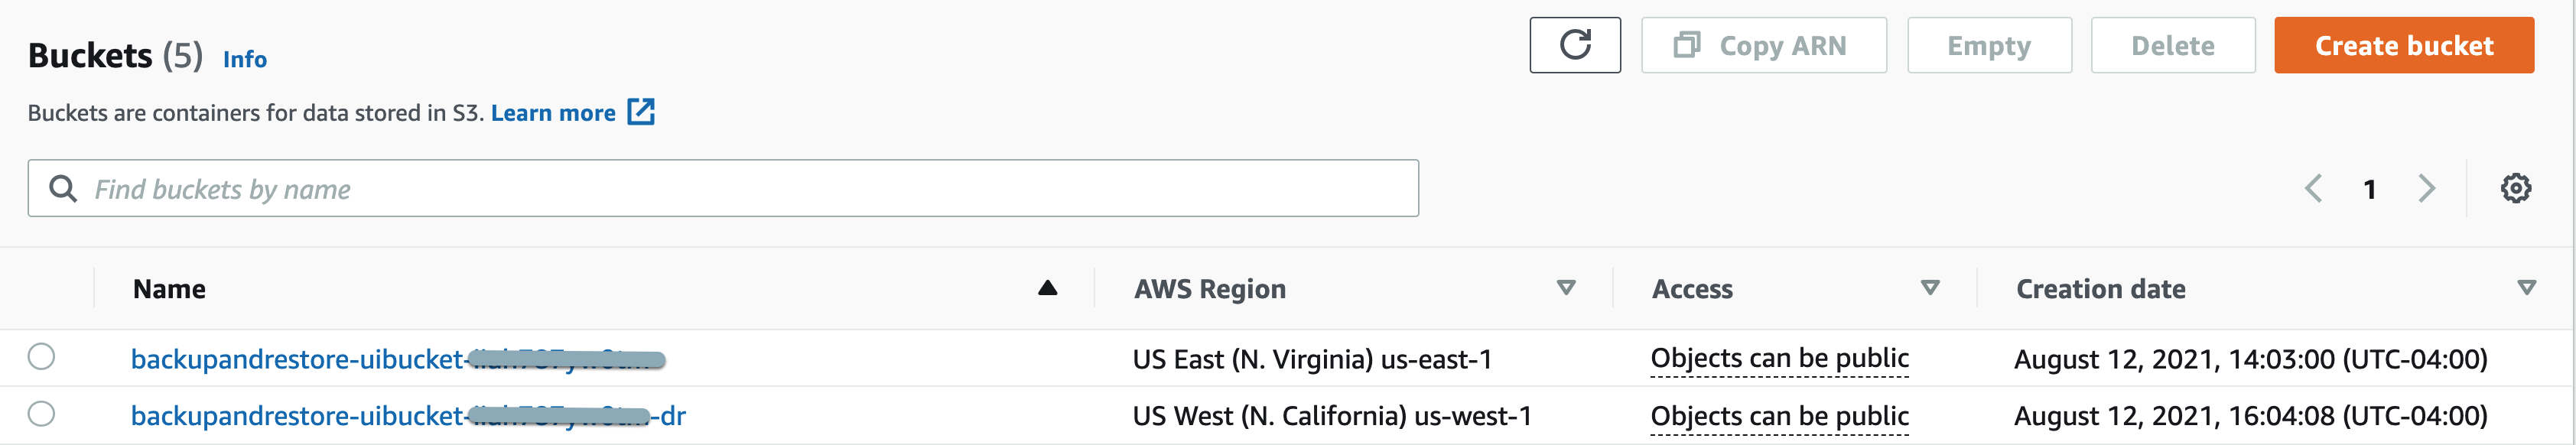 Buckets (5) Info
Copy ARN
Empty
Delete
Create bucket
Buckets are containers for data stored in S3. Learn more
Find buckets by name
1
Name AWS Region Access Creation date
backupandrestore-uibucket- US East (N. Virginia) us-east-1 Objects can be public August 12, 2021, 14:03:00 (UTC-04:00)
backupandrestore-uibucket- -dr US West (N. California) us-west-1 Objects can be public August 12, 2021, 16:04:08 (UTC-04:00)